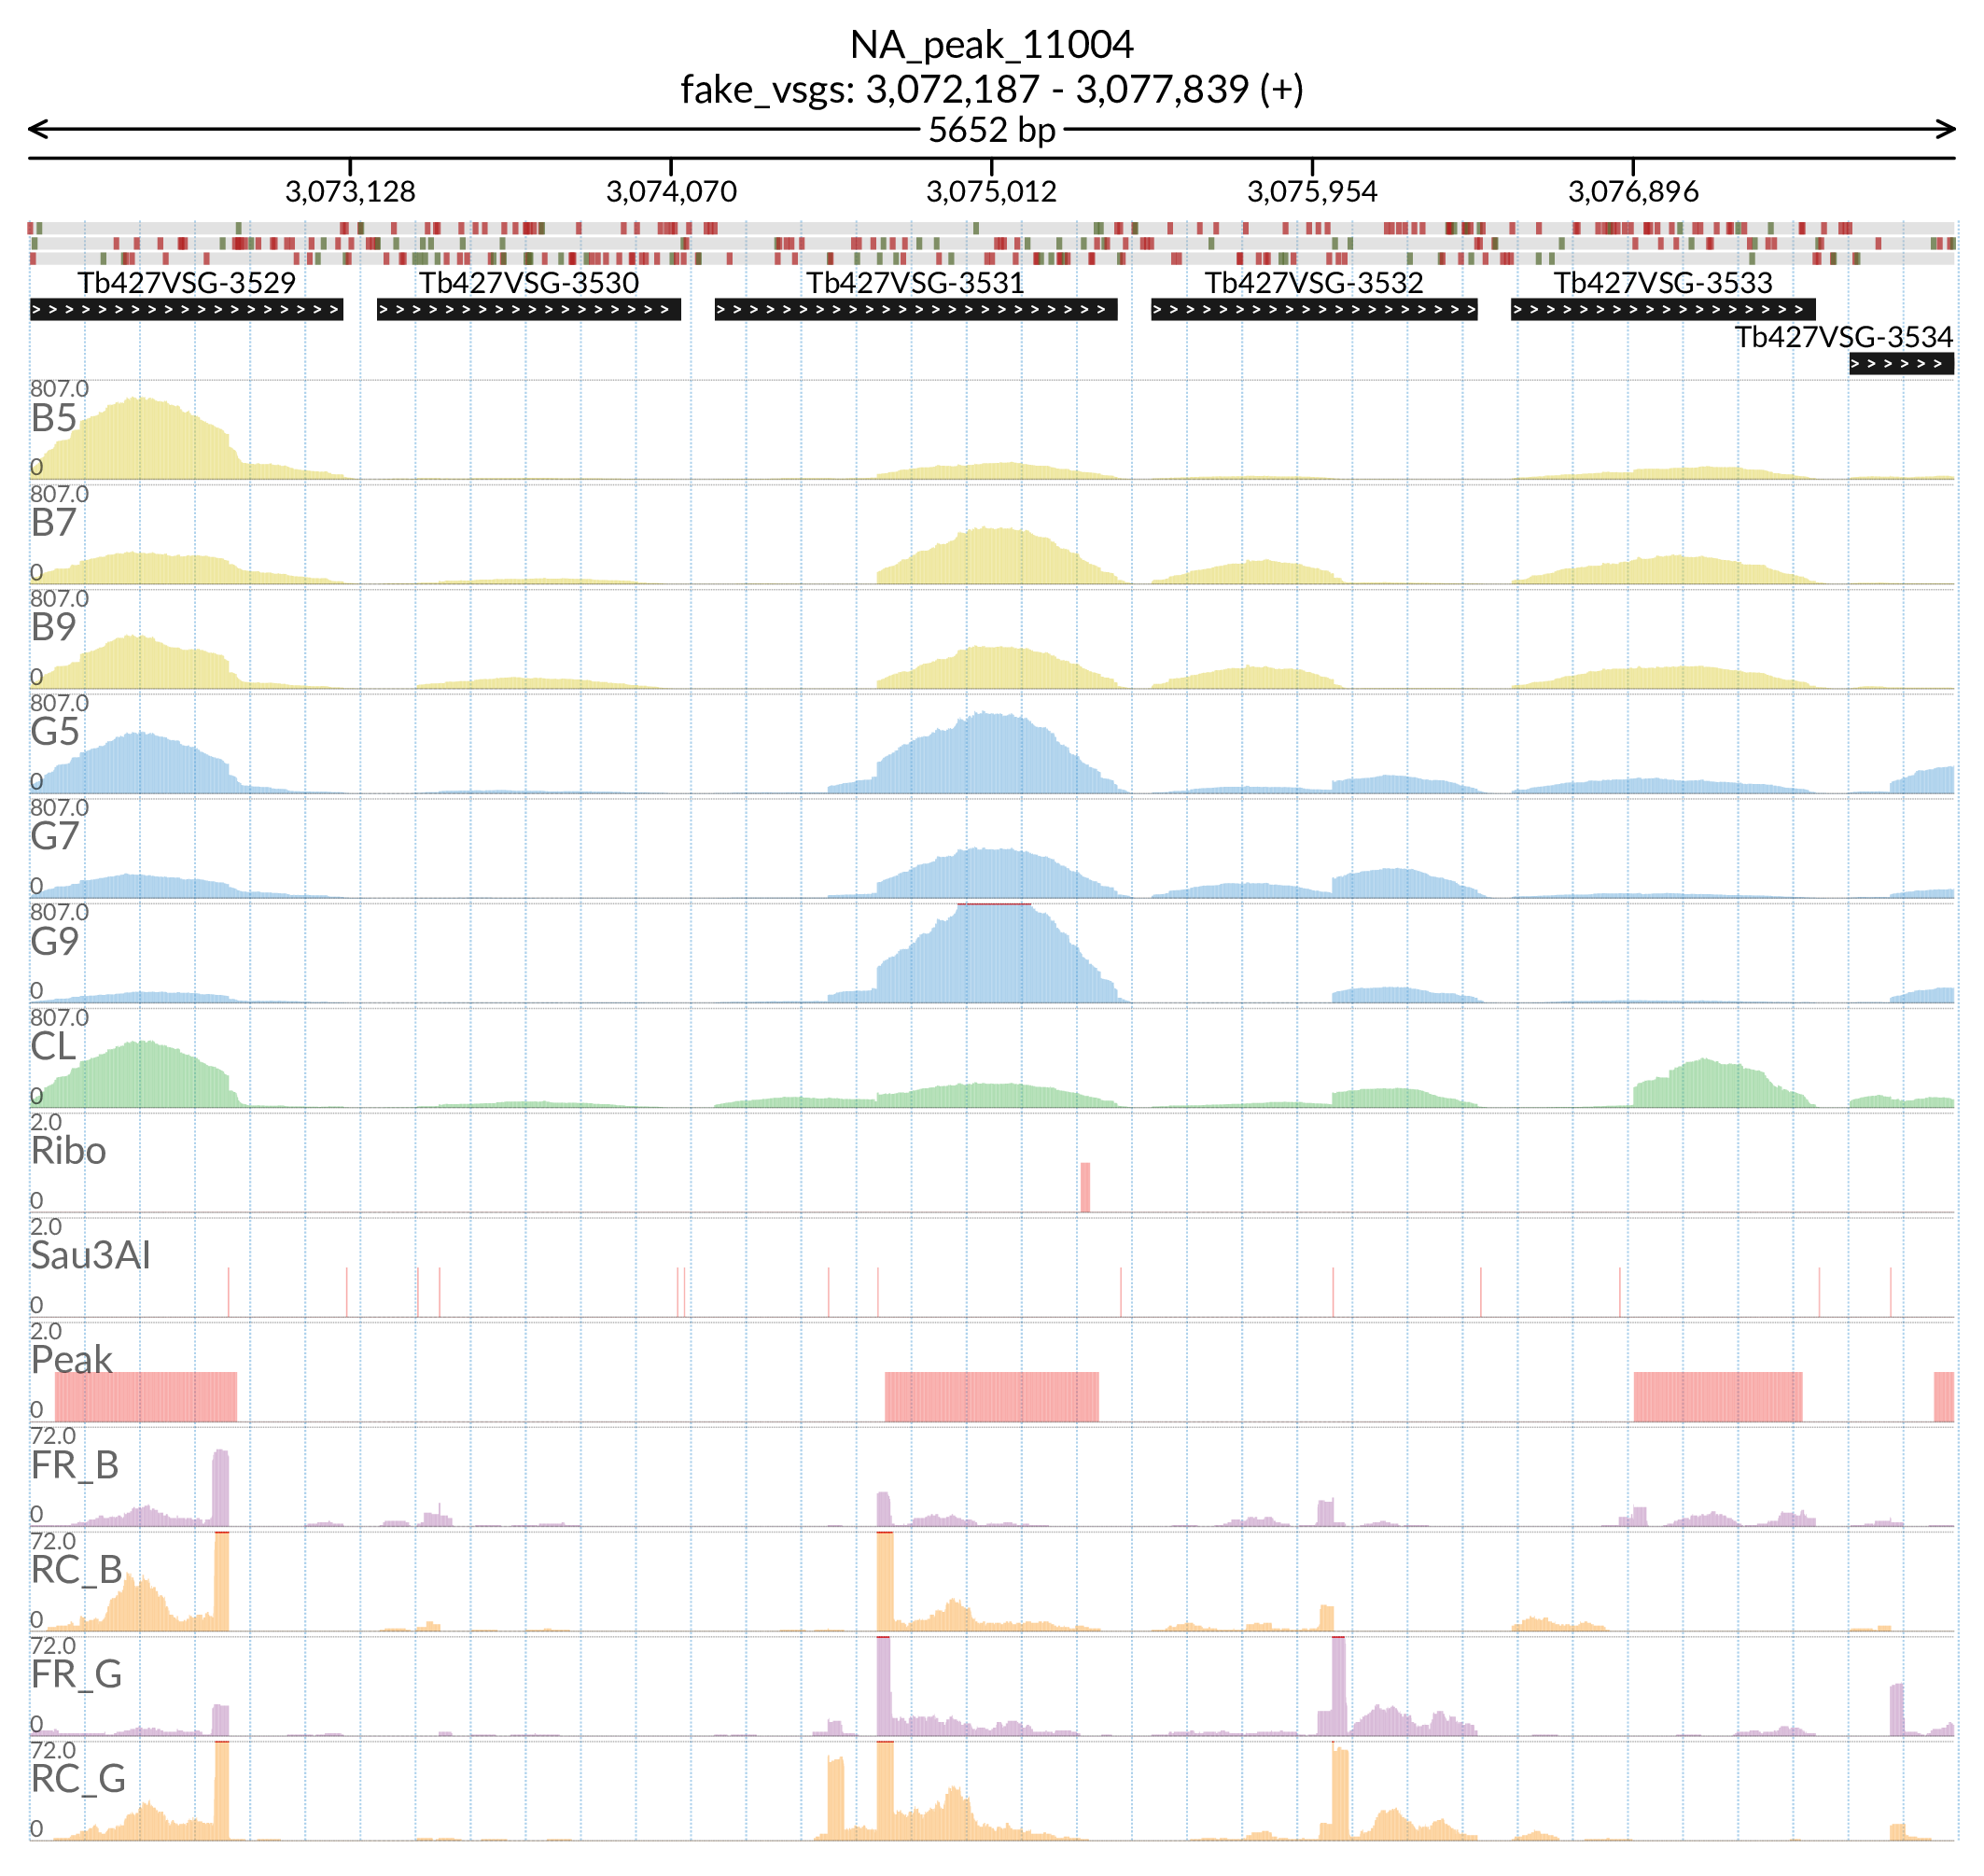 NA_peak_11004
fake_vsgs: 3,072,187 - 3,077,839 (+)
5652 bp
3,073,128 3,074,070 3,075,012 3,075,954 3,076,896
Tb427VSG-3529 Tb427VSG-3530 Tb427VSG-3531 Tb427VSG-3532 Tb427VSG-3533
Tb427VSG-3534
807.0
B5
0
807.0
B7
0
807.0
B9
0
807.0
G5
0
807.0
G7
0
807.0
G9
0
807.0
CL
0
2.0
Ribo
0
2.0
Sau3AI
0
2.0
Peak
0
72.0
FR_B
0
72.0
RC_B
0
72.0
FR_G
0
72.0
RC_G
0